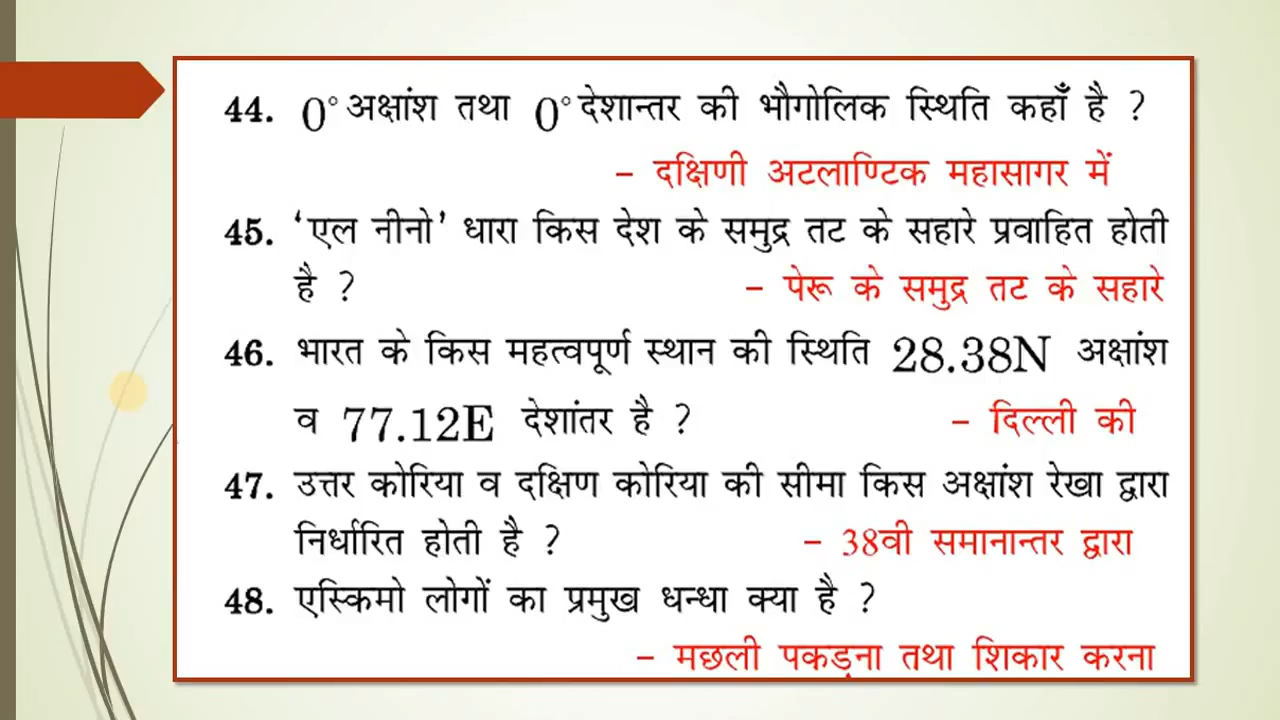 44. 0° अक्षांश तथा 0° देशान्तर की भौगोलिक स्थिति कहाँ है ?
– दक्षिणी अटलाण्टिक महासागर में
45. ‘एल नीनो’ धारा किस देश के समुद्र तट के सहारे प्रवाहित होती
है ? – पेरू के समुद्र तट के सहारे
46. भारत के किस महत्वपूर्ण स्थान की स्थिति 28.38N अक्षांश
व 77.12E देशांतर है ? – दिल्ली की
47. उत्तर कोरिया व दक्षिण कोरिया की सीमा किस अक्षांश रेखा द्वारा
निर्धारित होती है ? – 38वी समानान्तर द्वारा
48. एस्किमो लोगों का प्रमुख धन्धा क्या है ?
– मछली पकड़ना तथा शिकार करना